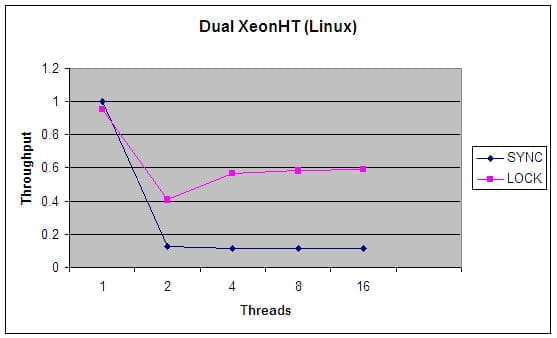 Dual XeonHT (Linux)
1.2
1
0.8
0.6
0.4
0.2
0
Throughput
1 2 4 8 16
Threads
SYNC
LOCK